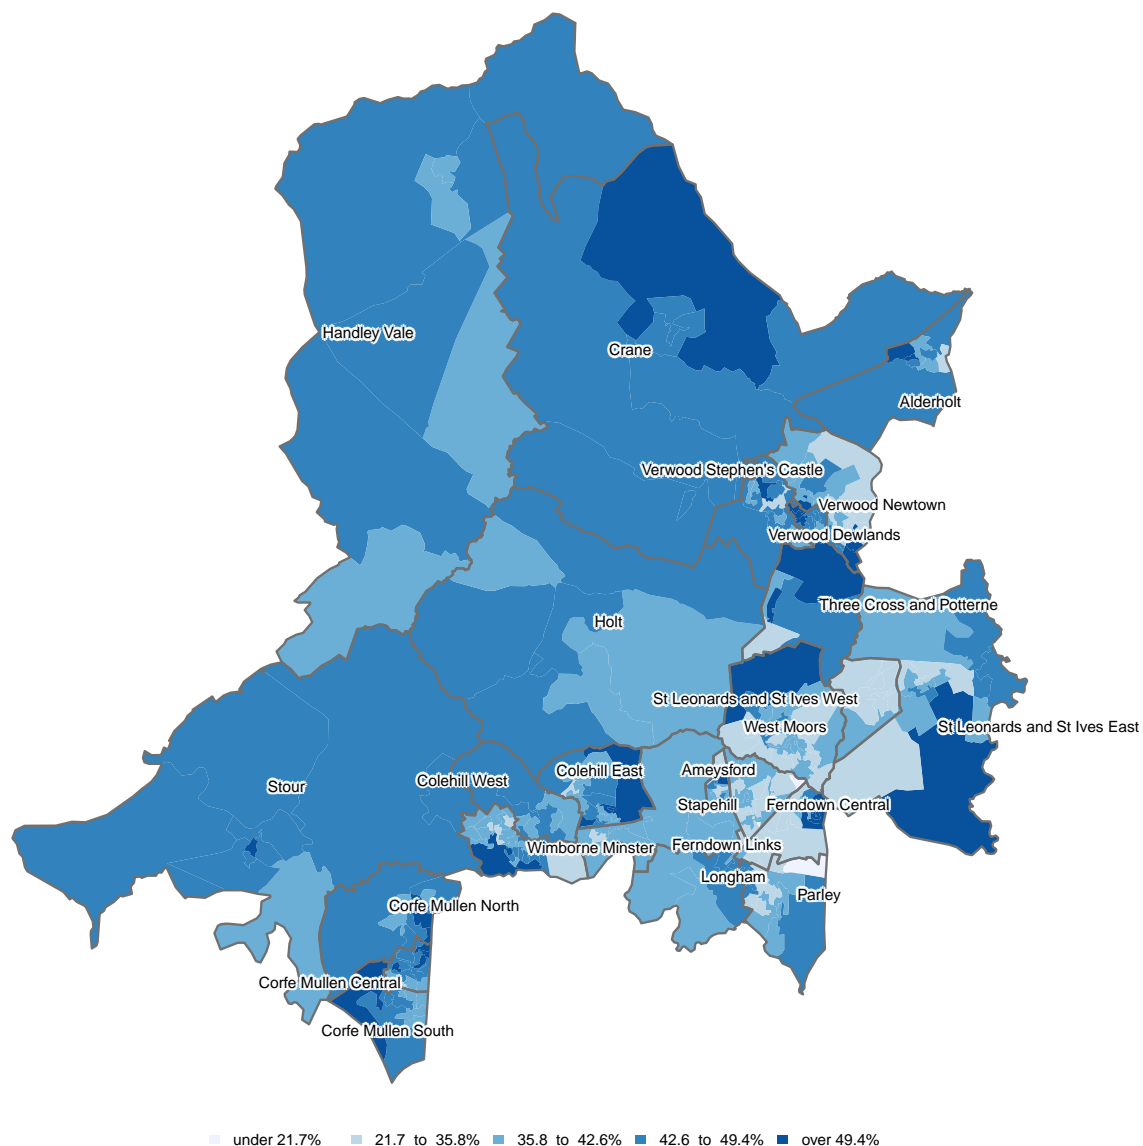 Handley Vale
Crane
Alderholt
Verwood Stephen's Castle
Verwood Newtown
Verwood Dewlands
Three Cross and Potterne
Holt
St Leonards and St Ives West
West Moors
St Leonards and St Ives East
Colehill West
Colehill East
Ameysford
Stour
Stapehill
Ferndown Central
Wimborne Minster
Ferndown Links
Longham
Parley
Corfe Mullen North
Corfe Mullen Central
Corfe Mullen South
under 21.7% 21.7 to 35.8% 35.8 to 42.6% 42.6 to 49.4% over 49.4%